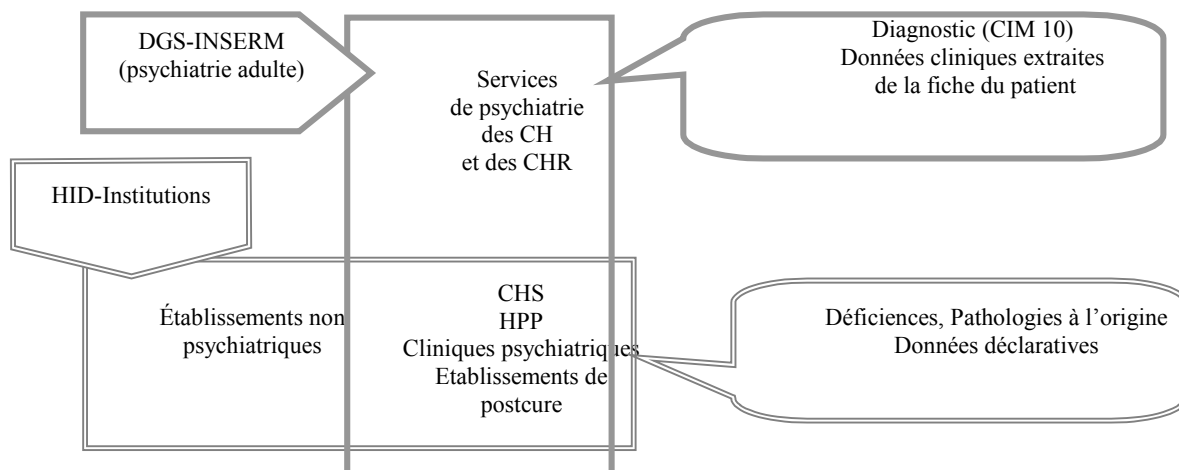 DGS-INSERM
(psychiatrie adulte)
Services
de psychiatrie
des CH
et des CHR
Diagnostic (CIM 10)
Données cliniques extraites
de la fiche du patient
HID-Institutions
Établissements non
psychiatriques
CHS
HPP
Cliniques psychiatriques
Etablissements de
postcure
Déficiences, Pathologies à l’origine
Données déclaratives